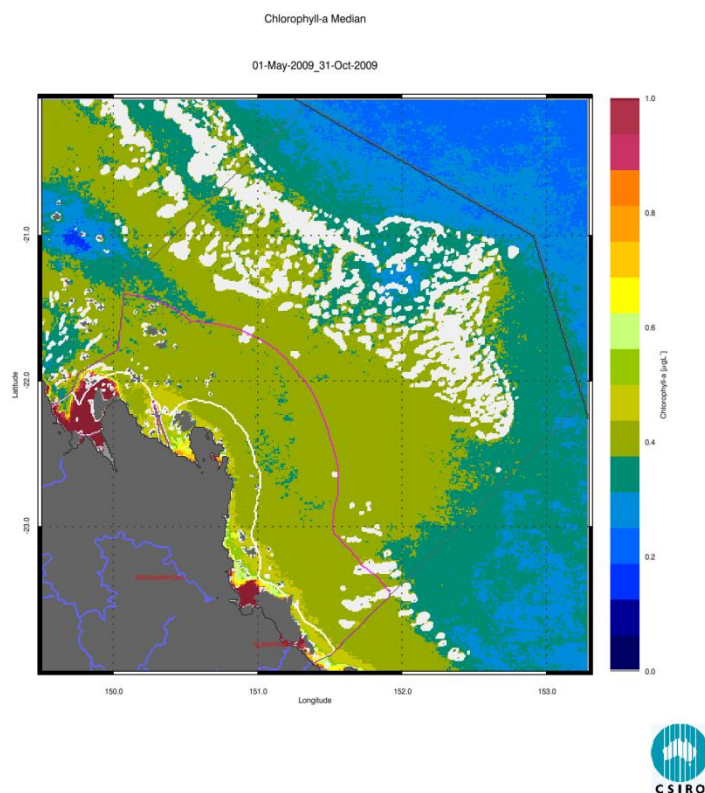 Chlorophyll-a Median
01-May-2009_31-Oct-2009
-21.0
-22.0
-23.0
Latitude
150.0
151.0
152.0
153.0
Longitude
1.0
0.8
0.6
0.4
0.2
0.0
Chlorophyll-a [µgL⁻]
CSIRO